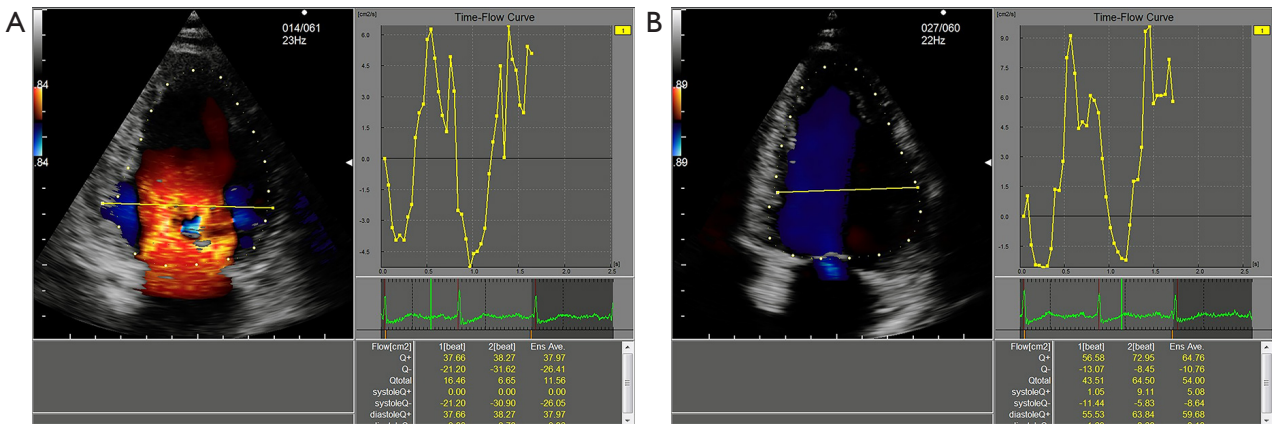 A
014/061
23Hz
.84
.84
[cm2/s]
Time-Flow Curve
1
6.0
4.5
3.0
1.5
0.0
-1.5
-3.0
-4.5
0.0 0.5 1.0 1.5 2.0 2.5 [s]
Flow[cm2] 1[beat] 2[beat] Ens Ave.
Q+ 37.66 38.27 37.97
Q- -21.20 -31.62 -26.41
Qtotal 16.46 6.65 11.56
systoleQ+ 0.00 0.00 0.00
systoleQ- -21.20 -30.90 -26.05
diastoleQ+ 37.66 38.27 37.97
B
027/060
22Hz
.89
.89
[cm2/s]
Time-Flow Curve
1
9.0
7.5
6.0
4.5
3.0
1.5
0.0
-1.5
0.0 0.5 1.0 1.5 2.0 2.5 [s]
Flow[cm2] 1[beat] 2[beat] Ens Ave.
Q+ 56.58 72.95 64.76
Q- -13.07 -8.45 -10.76
Qtotal 43.51 64.50 54.00
systoleQ+ 1.05 9.11 5.08
systoleQ- -11.44 -5.83 -8.64
diastoleQ+ 55.53 63.84 59.68